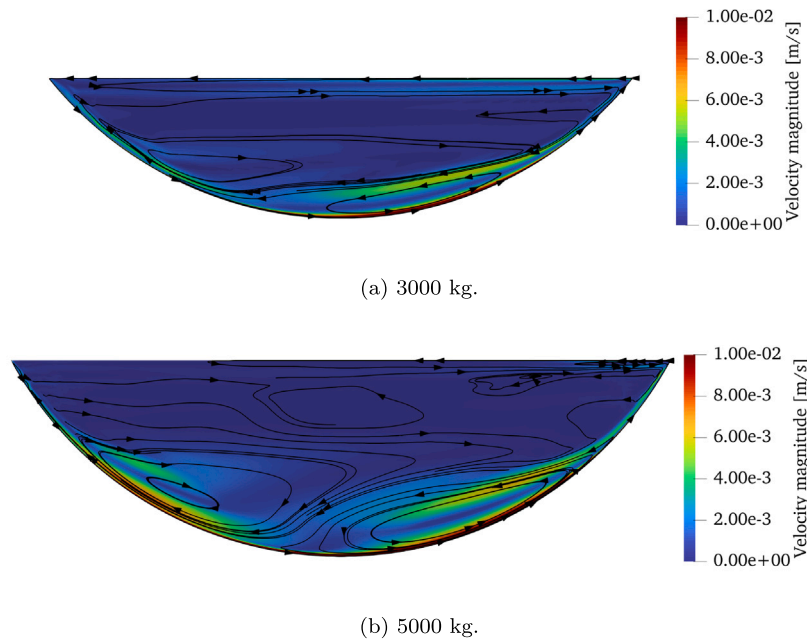 1.00e-02
8.00e-3
6.00e-3
4.00e-3
2.00e-3
0.00e+00
Velocity magnitude [m/s]
(a) 3000 kg.
1.00e-02
8.00e-3
6.00e-3
4.00e-3
2.00e-3
0.00e+00
Velocity magnitude [m/s]
(b) 5000 kg.